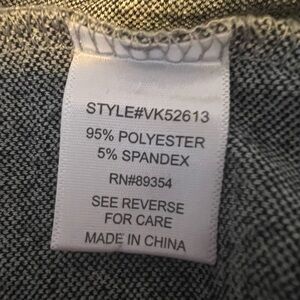 STYLE#VK52613
95% POLYESTER
5% SPANDEX
RN#89354
SEE REVERSE
FOR CARE
MADE IN CHINA